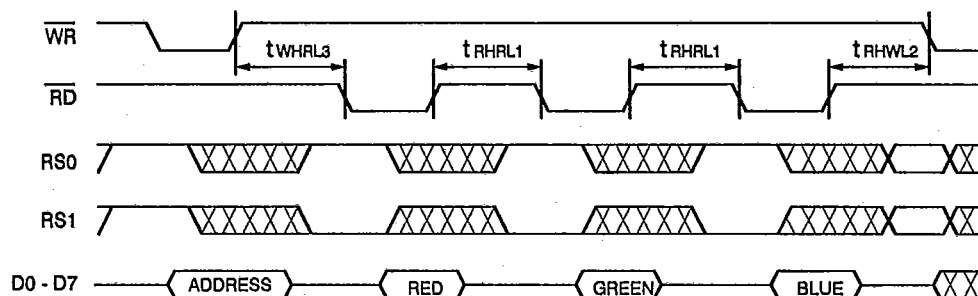 WR
tWHRL3 tRHRL1 tRHRL1 tRHWL2
RD
RS0
RS1
D0 - D7 ADDRESS RED GREEN BLUE